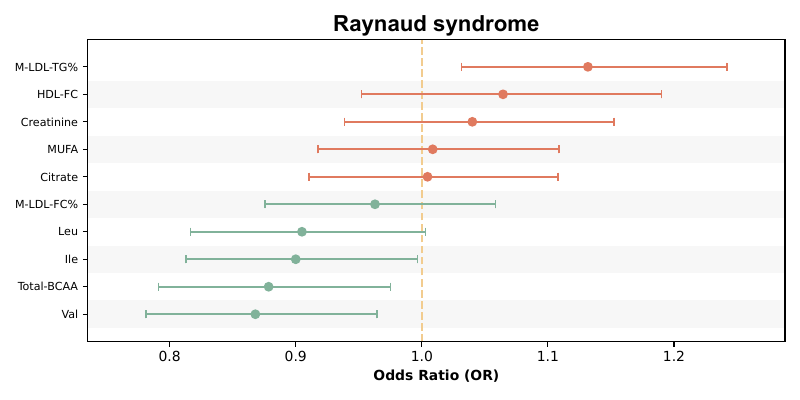 Raynaud syndrome
M-LDL-TG%
HDL-FC
Creatinine
MUFA
Citrate
M-LDL-FC%
Leu
Ile
Total-BCAA
Val
0.8 0.9 1.0 1.1 1.2
Odds Ratio (OR)